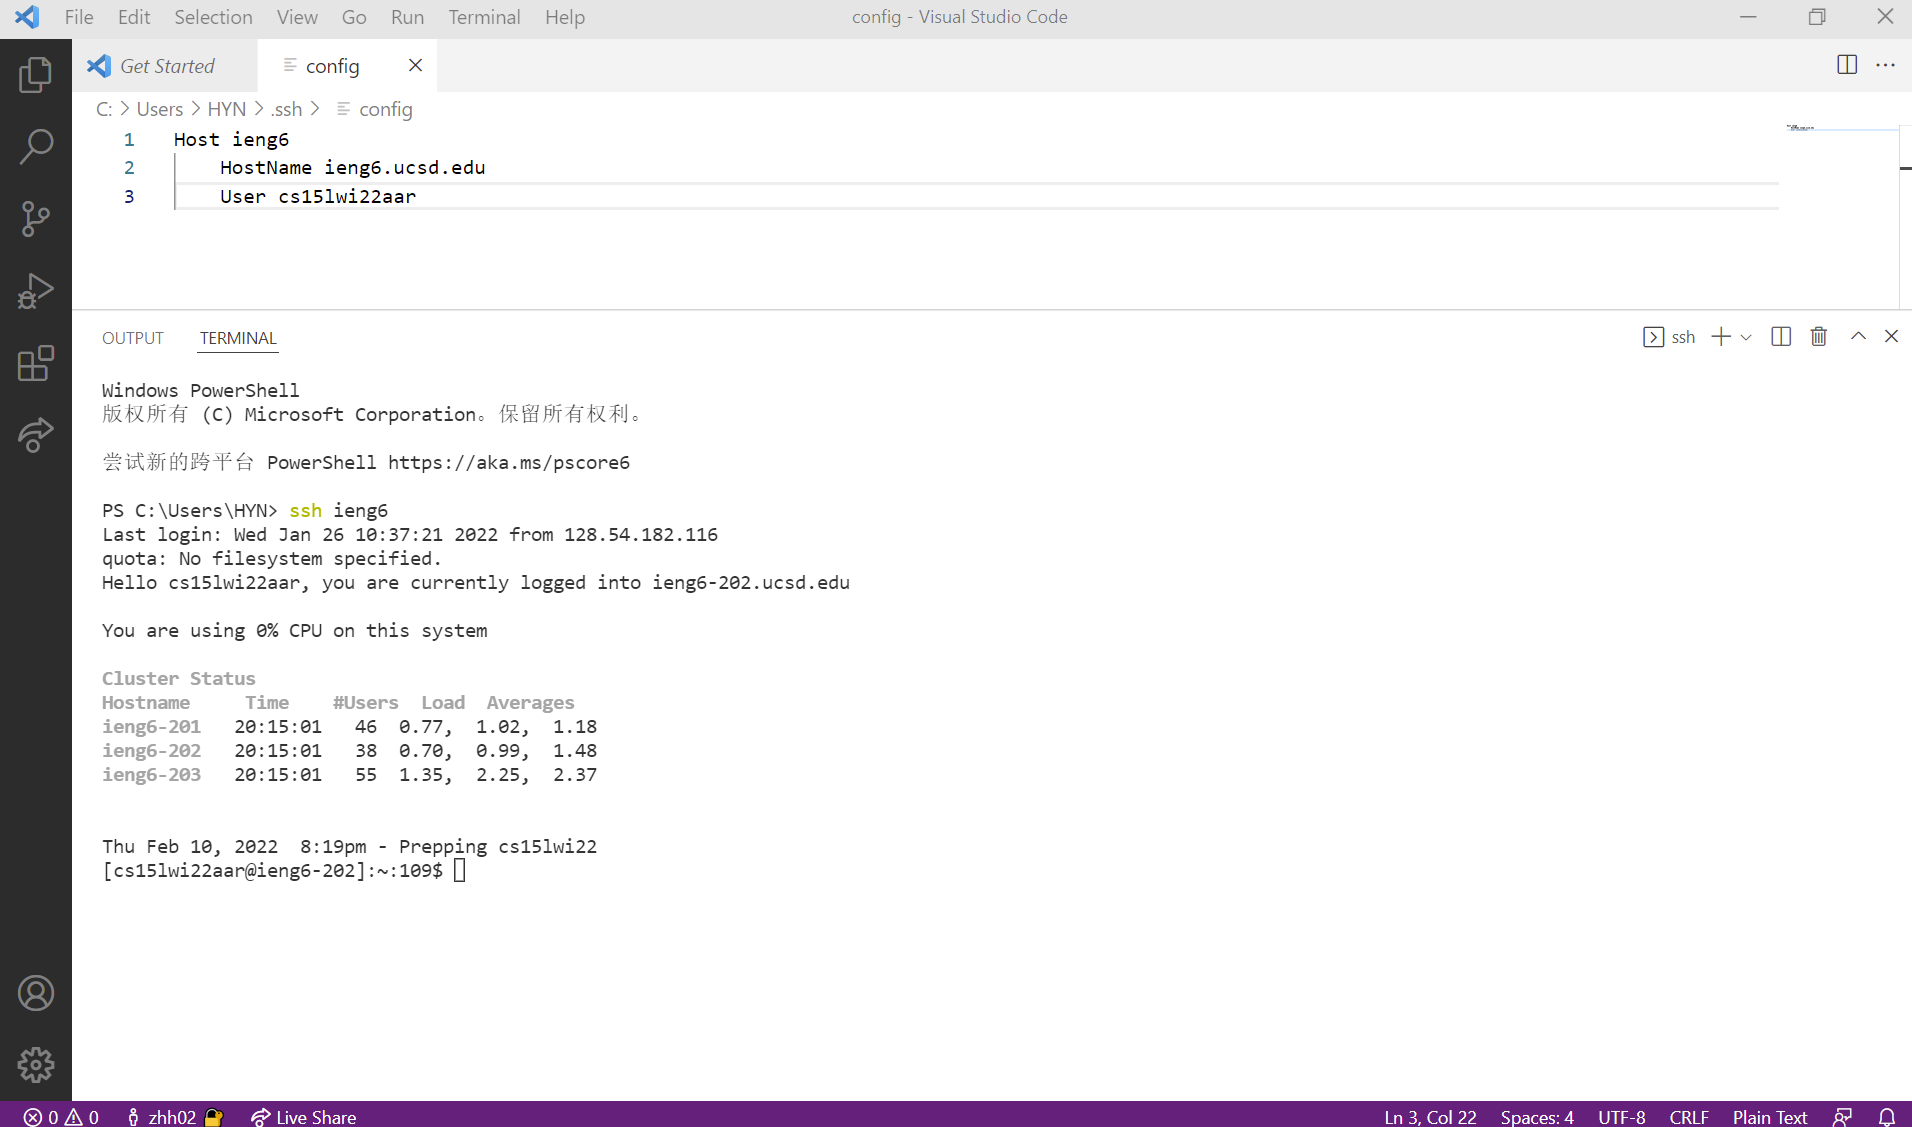 File Edit Selection View Go Run Terminal Help config - Visual Studio Code
Get Started config
C: > Users > HYN > .ssh > config
1 Host ieng6
2 HostName ieng6.ucsd.edu
3 User cs15lwi22aar
OUTPUT TERMINAL ssh
Windows PowerShell
版权所有 (C) Microsoft Corporation。保留所有权利。
尝试新的跨平台 PowerShell https://aka.ms/pscore6
PS C:\Users\HYN> ssh ieng6
Last login: Wed Jan 26 10:37:21 2022 from 128.54.182.116
quota: No filesystem specified.
Hello cs15lwi22aar, you are currently logged into ieng6-202.ucsd.edu
You are using 0% CPU on this system
Cluster Status
Hostname Time #Users Load Averages
ieng6-201 20:15:01 46 0.77, 1.02, 1.18
ieng6-202 20:15:01 38 0.70, 0.99, 1.48
ieng6-203 20:15:01 55 1.35, 2.25, 2.37
Thu Feb 10, 2022 8:19pm - Prepping cs15lwi22
[cs15lwi22aar@ieng6-202]:~:109$
0 0 zhh02 Live Share Ln 3, Col 22 Spaces: 4 UTF-8 CRLF Plain Text